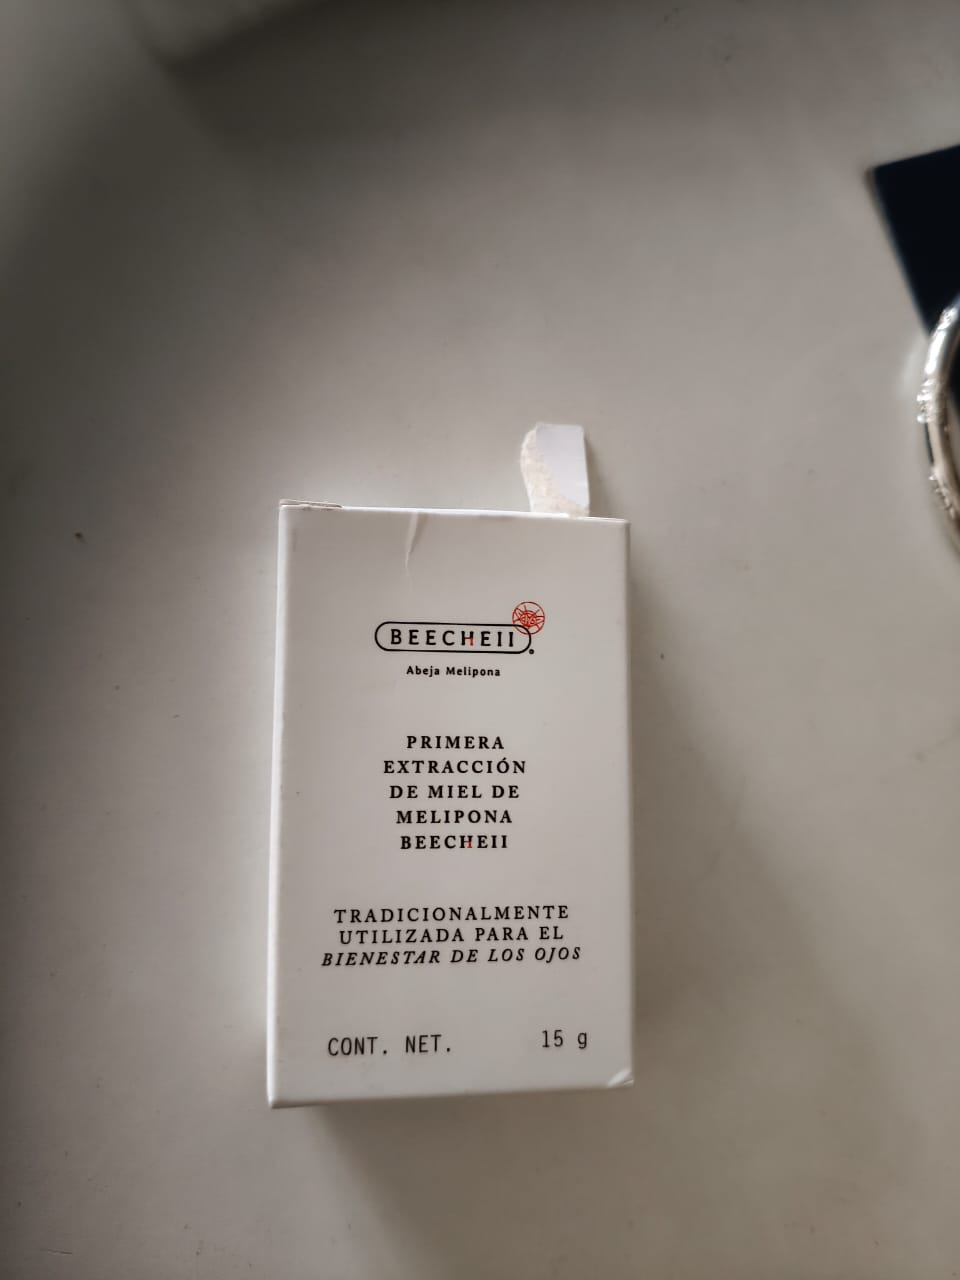 BEECHEII
Abeja Melipona
PRIMERA
EXTRACCIÓN
DE MIEL DE
MELIPONA
BEECHEII
TRADICIONALMENTE
UTILIZADA PARA EL
BIENESTAR DE LOS OJOS
CONT. NET. 15 g